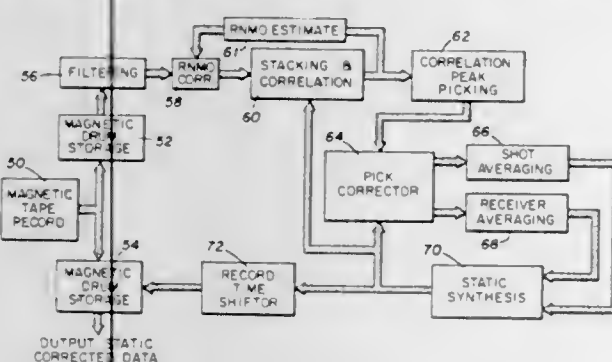 RNMO ESTIMATE
62
56
FILTERING
RNMO
CORR
61
58
STACKING &
CORRELATION
60
CORRELATION
PEAK
PICKING
MAGNETIC
DRUM
STORAGE
52
64
66
SHOT
AVERAGING
50
MAGNETIC
TAPE
RECORD
PICK
CORRECTOR
RECEIVER
AVERAGING
68
54
MAGNETIC
DRUM
STORAGE
72
RECORD
TIME
SHIFTOR
70
STATIC
SYNTHESIS
OUTPUT STATIC
CORRECTED DATA